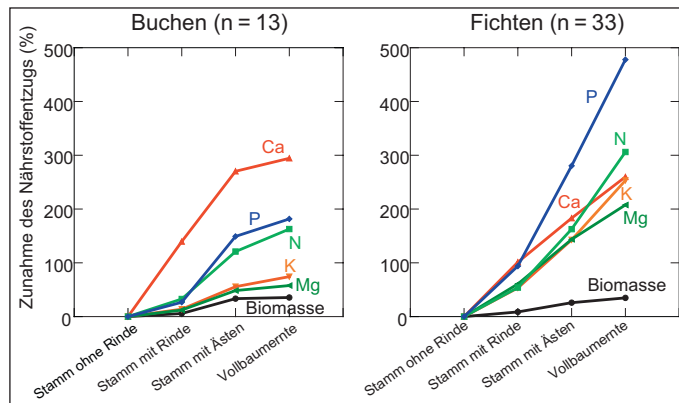 Buchen (n = 13)
Fichten (n = 33)
Zunahme des Nährstoffentzugs (%)
500
400
300
200
100
0
Ca
P
N
K
Mg
Biomasse
Stamm ohne Rinde
Stamm mit Rinde
Stamm mit Ästen
Vollbaumernte
500
400
300
200
100
0
P
N
Ca
K
Mg
Biomasse
Stamm ohne Rinde
Stamm mit Rinde
Stamm mit Ästen
Vollbaumernte